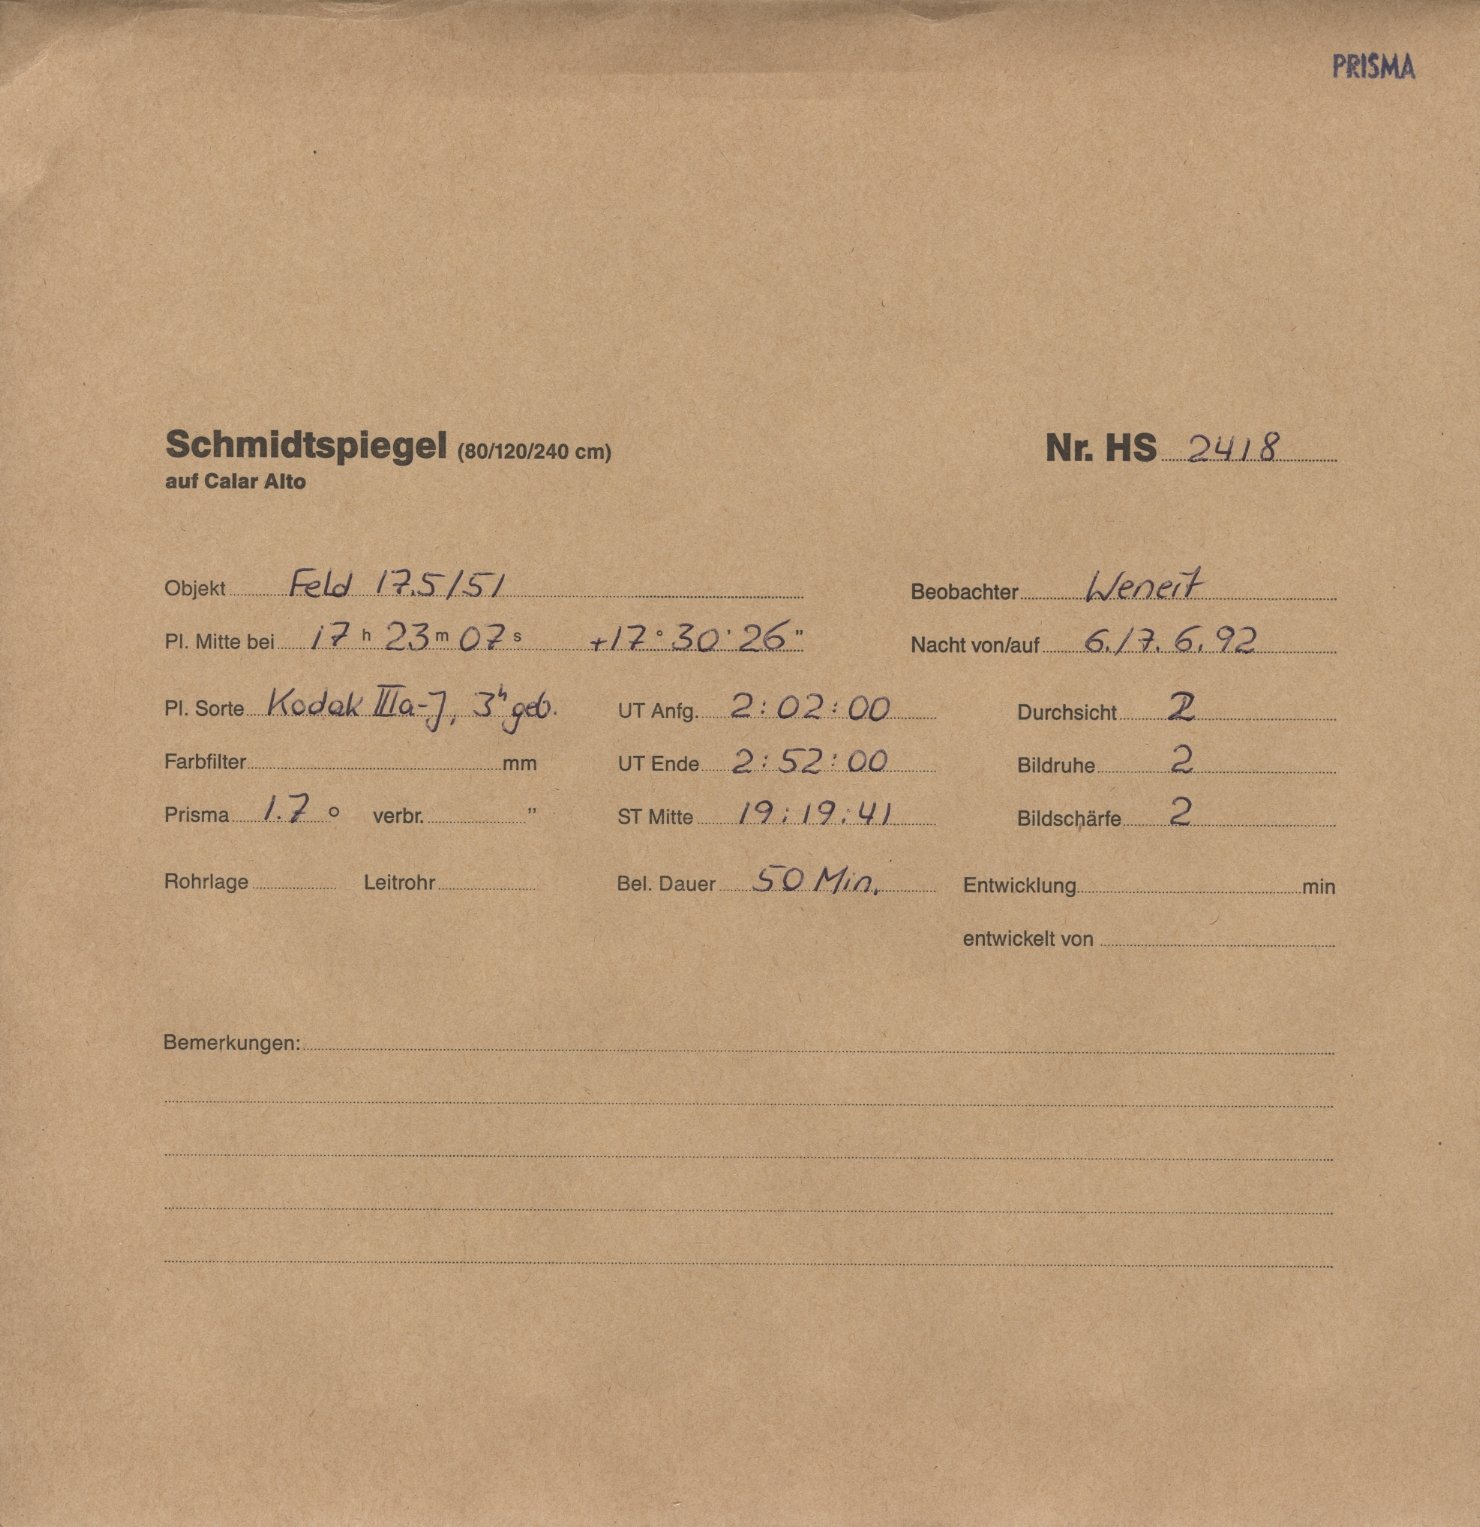 PRISMA
Schmidtspiegel (80/120/240 cm)
auf Calar Alto
Nr. HS 2418
Objekt Feld 17.5/51
Beobachter Weneit
Pl. Mitte bei 17 h 23 m 07 s +17° 30' 26"
Nacht von/auf 6./7. 6. 92
Pl. Sorte Kodak IIIa-J, 3h geb.
UT Anfg. 2:02:00
Durchsicht 2
Farbfilter mm
UT Ende 2:52:00
Bildruhe 2
Prisma 1.7 ° verbr. "
ST Mitte 19:19:41
Bildschärfe 2
Rohrlage Leitrohr
Bel. Dauer 50 Min.
Entwicklung min
entwickelt von
Bemerkungen: